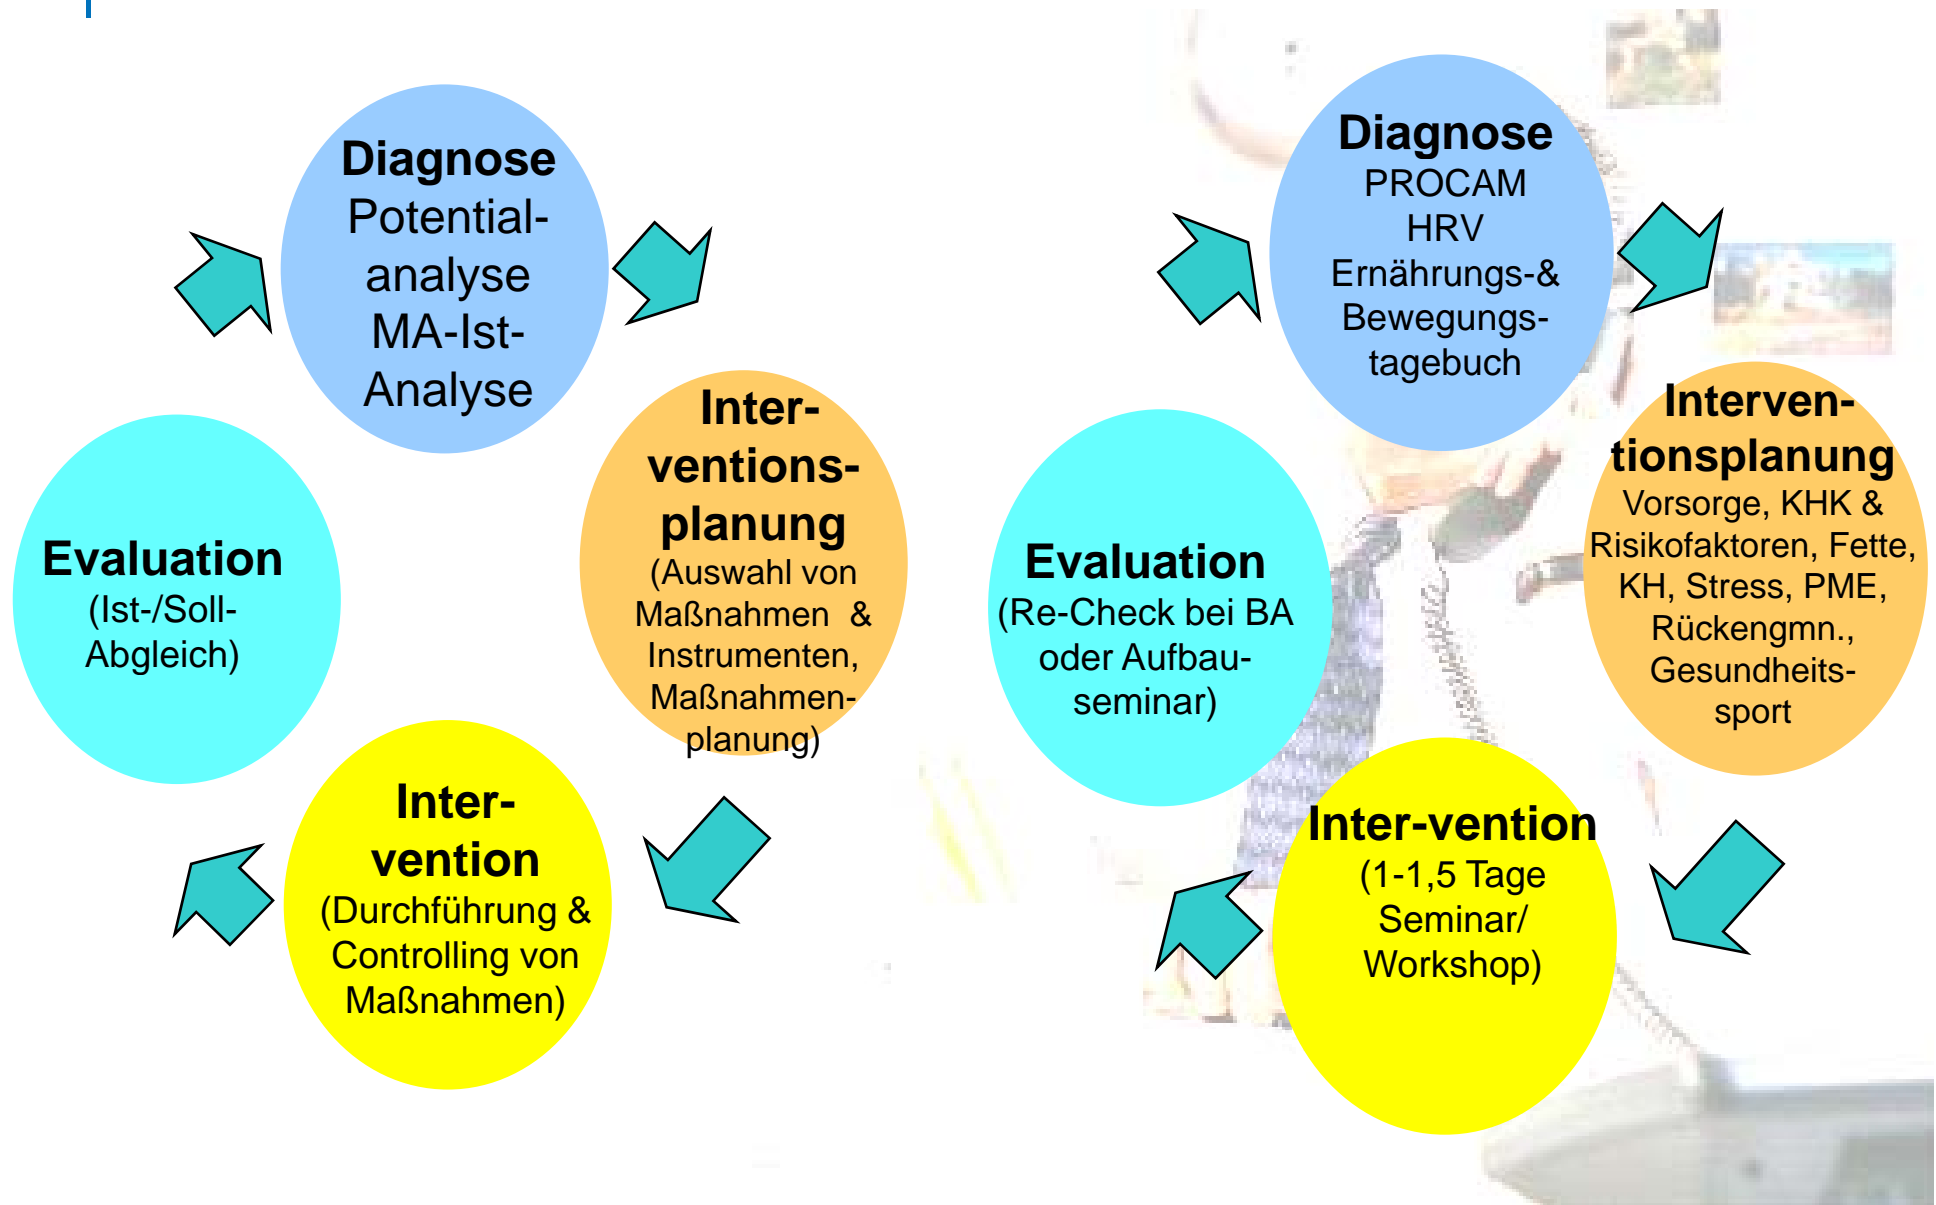 Diagnose
Potential-
analyse
MA-Ist-
Analyse
Inter-
ventions-
planung
(Auswahl von
Maßnahmen &
Instrumenten,
Maßnahmen-
planung)
Inter-
vention
(Durchführung &
Controlling von
Maßnahmen)
Evaluation
(Ist-/Soll-
Abgleich)
Diagnose
PROCAM
HRV
Ernährungs-&
Bewegungs-
tagebuch
Interven-
tionsplanung
Vorsorge, KHK &
Risikofaktoren, Fette,
KH, Stress, PME,
Rückengmn.,
Gesundheits-
sport
Inter-vention
(1-1,5 Tage
Seminar/
Workshop)
Evaluation
(Re-Check bei BA
oder Aufbau-
seminar)